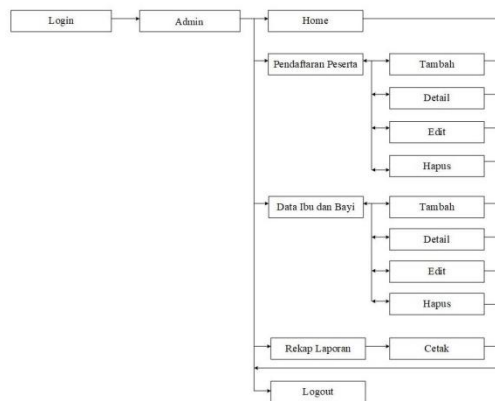 Login
Admin
Home
Pendaftaran Peserta
Tambah
Detail
Edit
Hapus
Data Ibu dan Bayi
Tambah
Detail
Edit
Hapus
Rekap Laporan
Cetak
Logout